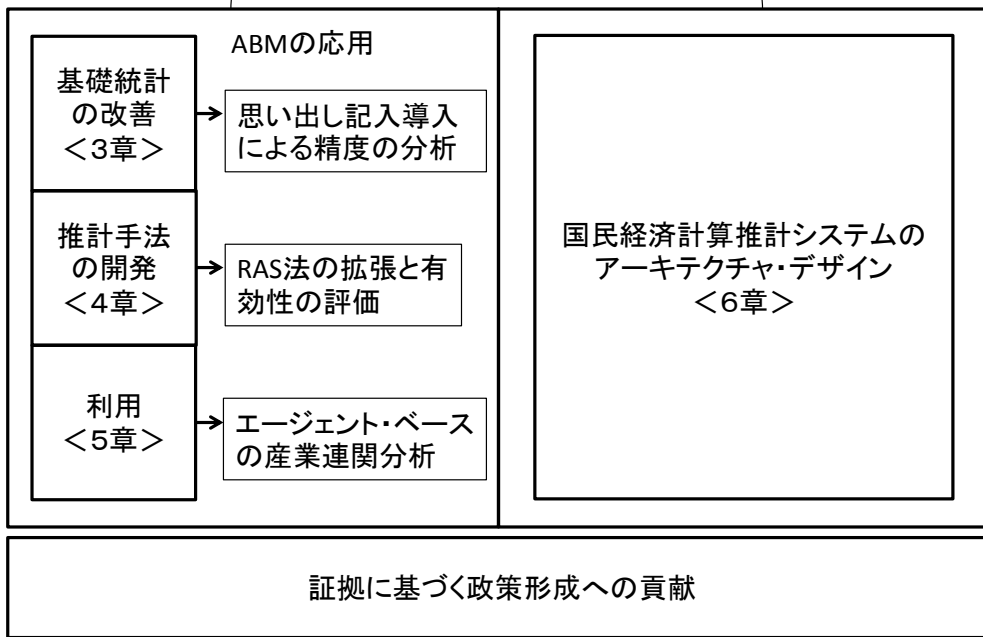 ABMの応用
基礎統計
の改善
<3章>
思い出し記入導入
による精度の分析
推計手法
の開発
<4章>
RAS法の拡張と有
効性の評価
利用
<5章>
エージェント・ベース
の産業連関分析
国民経済計算推計システムの
アーキテクチャ・デザイン
<6章>
証拠に基づく政策形成への貢献